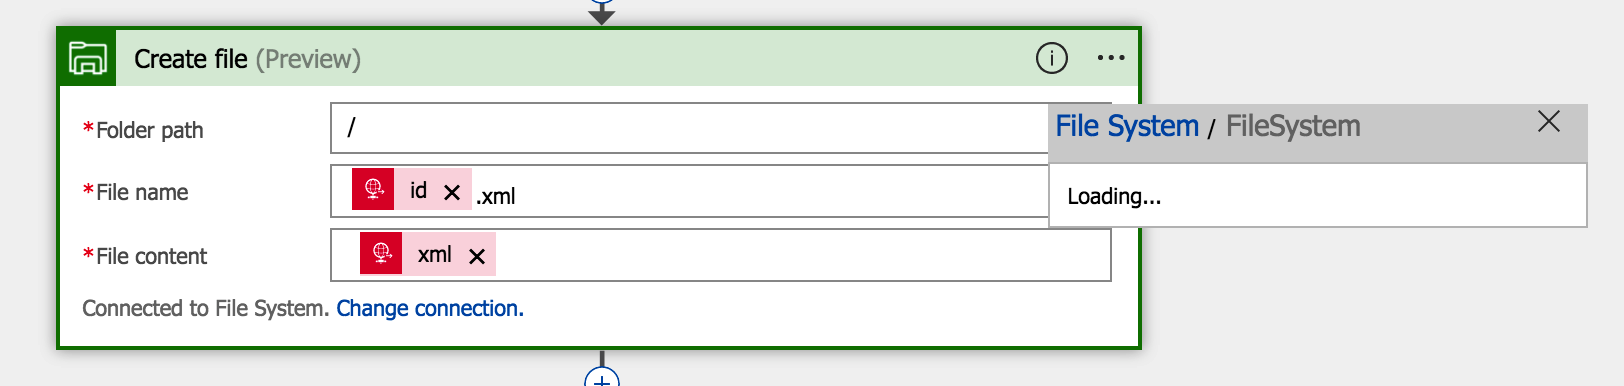 Create file (Preview)
*Folder path
/
File System / FileSystem
*File name
id
.xml
Loading...
*File content
xml
Connected to File System. Change connection.